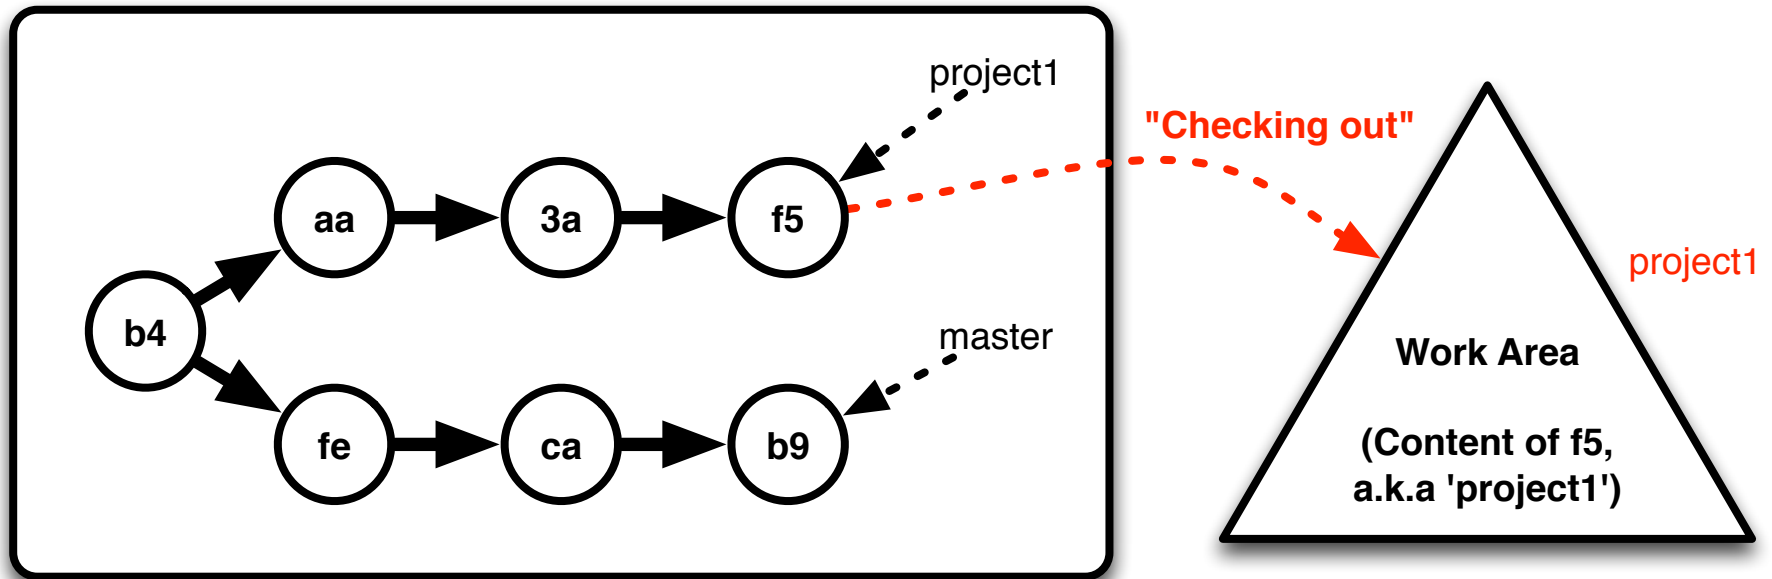 project1
"Checking out"
aa
3a
f5
project1
b4
master
Work Area
fe
ca
b9
(Content of f5,
a.k.a 'project1')